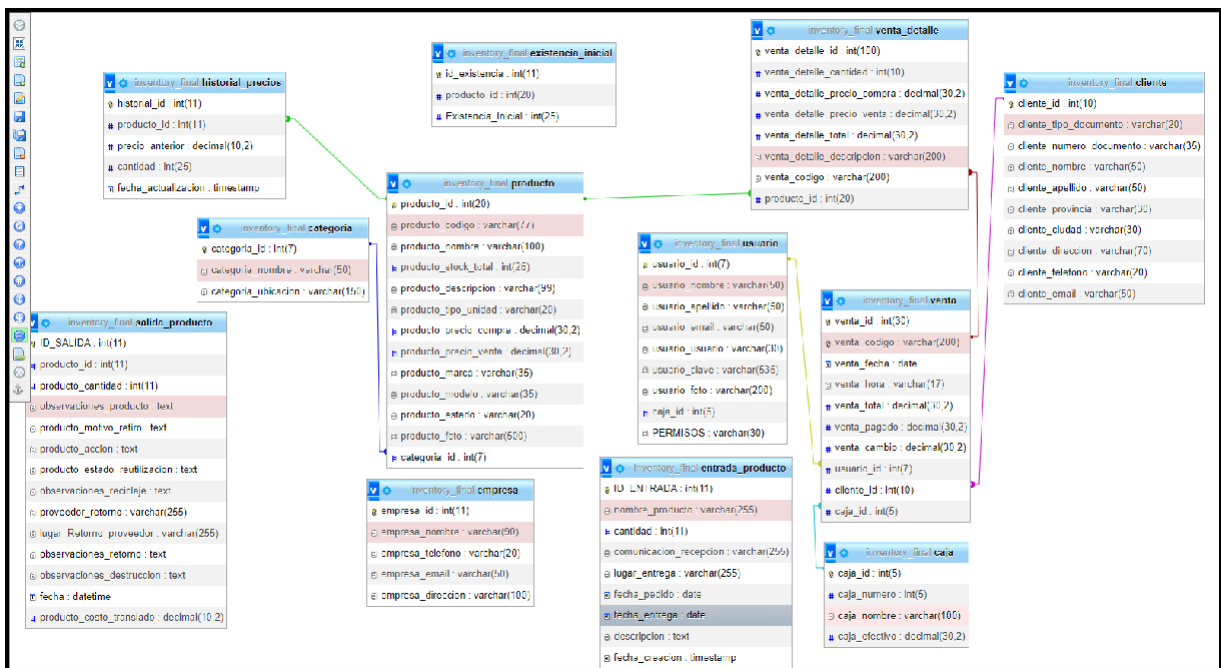 inventory_final historial_precios
historial_id : int(11)
producto_id : int(11)
precio_anterior : decimal(10,2)
cantidad : int(25)
fecha_actualizacion : timestamp
inventory_final existencia_inicial
id_existencia : int(11)
producto_id : int(20)
Existencia_Inicial : int(25)
inventory_final venta_detalle
venta_detalle_id : int(100)
venta_detalle_cantidad : int(10)
venta_detalle_precio_compra : decimal(30,2)
venta_detalle_precio_venta : decimal(30,2)
venta_detalle_total : decimal(30,2)
venta_detalle_descripcion : varchar(200)
venta_codigo : varchar(200)
producto_id : int(20)
inventory_final cliente
cliente_id : int(10)
cliente_tipo_documento : varchar(20)
cliente_numero_documento : varchar(35)
cliente_nombre : varchar(50)
cliente_apellido : varchar(50)
cliente_provincia : varchar(30)
cliente_ciudad : varchar(30)
cliente_direccion : varchar(70)
cliente_telefono : varchar(20)
cliente_email : varchar(50)
inventory_final categoria
categoria_id : int(7)
categoria_nombre : varchar(50)
categoria_ubicacion : varchar(150)
inventory_final producto
producto_id : int(20)
producto_codigo : varchar(77)
producto_nombre : varchar(100)
producto_stock_total : int(25)
producto_descripcion : varchar(99)
producto_tipo_unidad : varchar(20)
producto_precio_compra : decimal(30,2)
producto_precio_venta : decimal(30,2)
producto_marca : varchar(35)
producto_modelo : varchar(35)
producto_estado : varchar(20)
producto_foto : varchar(500)
categoria_id : int(7)
inventory_final usuario
usuario_id : int(7)
usuario_nombre : varchar(50)
usuario_apellido : varchar(50)
usuario_email : varchar(50)
usuario_usuario : varchar(30)
usuario_clave : varchar(535)
usuario_foto : varchar(200)
caja_id : int(5)
PERMISOS : varchar(30)
inventory_final venta
venta_id : int(30)
venta_codigo : varchar(200)
venta_fecha : date
venta_hora : varchar(17)
venta_total : decimal(30,2)
venta_pagado : decimal(30,2)
venta_cambio : decimal(30,2)
usuario_id : int(7)
cliente_id : int(10)
caja_id : int(5)
inventory_final salida_producto
ID_SALIDA : int(11)
producto_id : int(11)
producto_cantidad : int(11)
observaciones_producto : text
producto_motivo_retiro : text
producto_accion : text
producto_estado_reutilizacion : text
observaciones_reciclaje : text
proveedor_retorno : varchar(255)
lugar_Retorno_proveedor : varchar(255)
observaciones_retorno : text
observaciones_destruccion : text
fecha : datetime
producto_costo_translado : decimal(10,2)
inventory_final empresa
empresa_id : int(11)
empresa_nombre : varchar(90)
empresa_telefono : varchar(20)
empresa_email : varchar(50)
empresa_direccion : varchar(100)
inventory_final entrada_producto
ID_ENTRADA : int(11)
nombre_producto : varchar(255)
cantidad : int(11)
comunicacion_recepcion : varchar(255)
lugar_entrega : varchar(255)
fecha_pedido : date
fecha_entrega : date
descripcion : text
fecha_creacion : timestamp
inventory_final caja
caja_id : int(5)
caja_numero : int(5)
caja_nombre : varchar(100)
caja_efectivo : decimal(30,2)